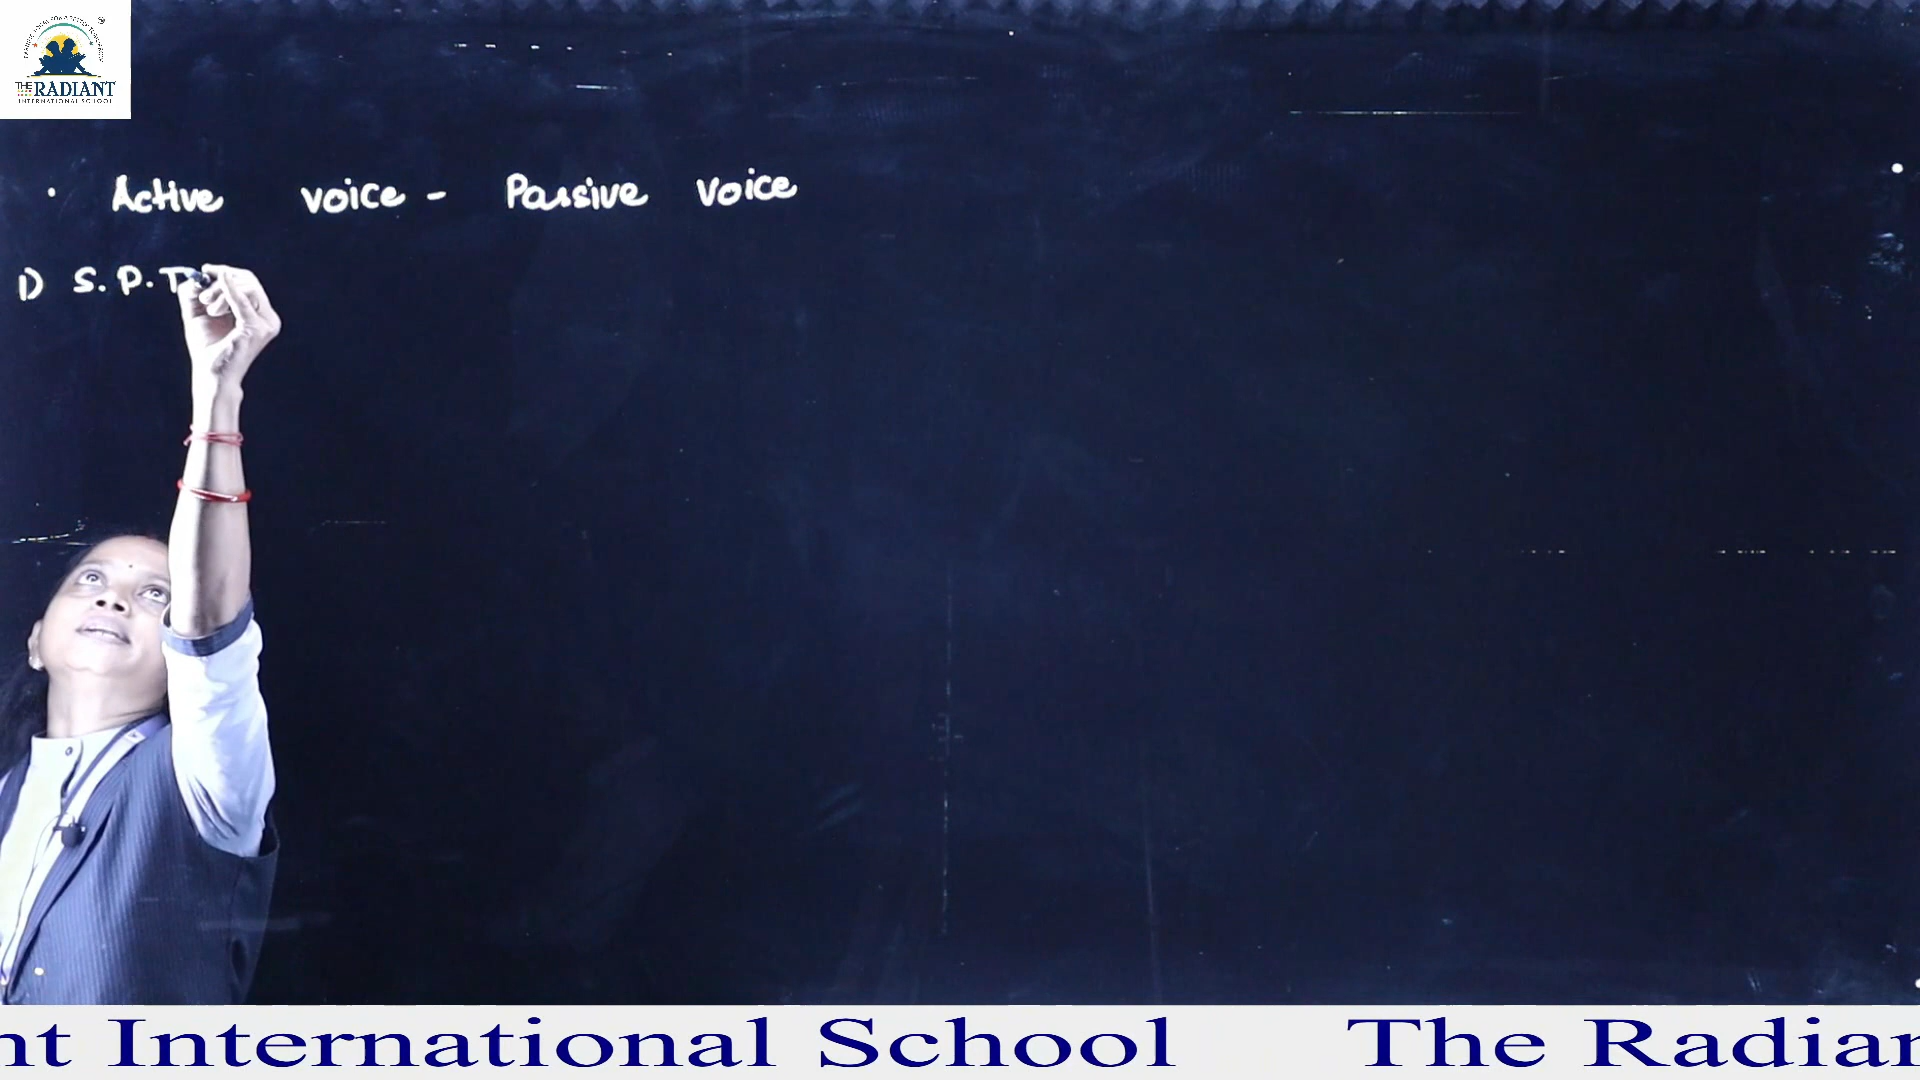 THE RADIANT
INTERNATIONAL SCHOOL
· Active voice - Passive voice
1) S.P.T
nt International School The Radian